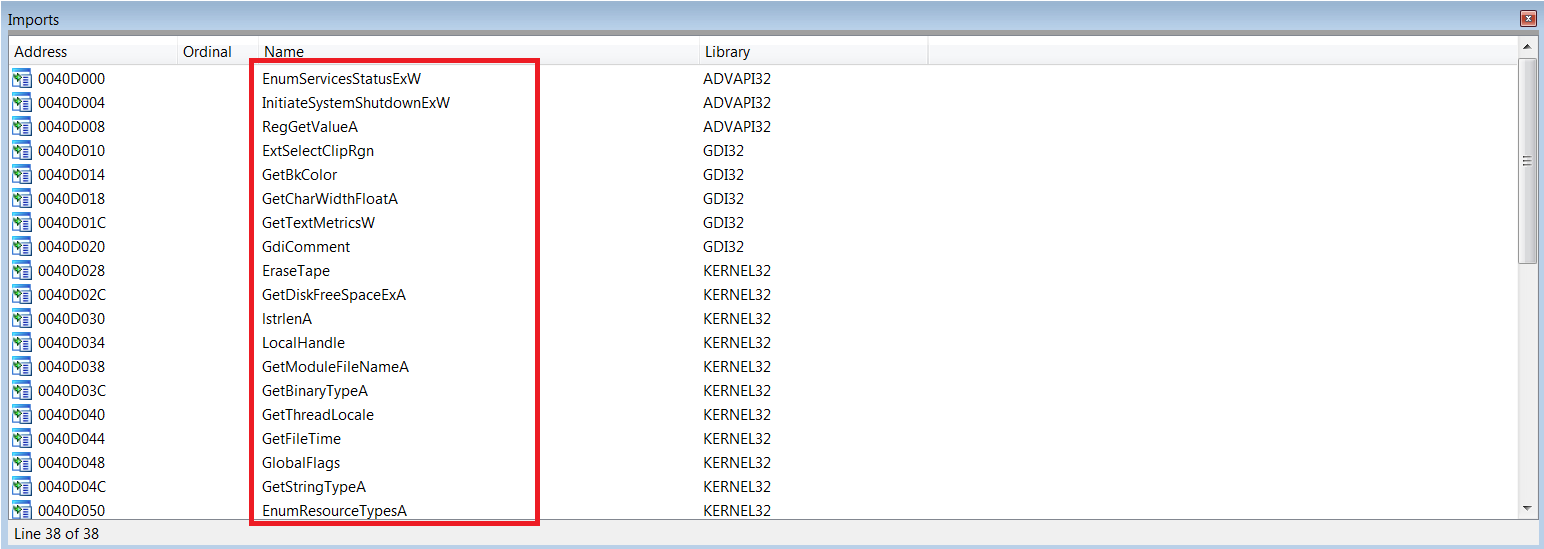 Imports
Address Ordinal Name Library
0040D000 EnumServicesStatusExW ADVAPI32
0040D004 InitiateSystemShutdownExW ADVAPI32
0040D008 RegGetValueA ADVAPI32
0040D010 ExtSelectClipRgn GDI32
0040D014 GetBkColor GDI32
0040D018 GetCharWidthFloatA GDI32
0040D01C GetTextMetricsW GDI32
0040D020 GdiComment GDI32
0040D028 EraseTape KERNEL32
0040D02C GetDiskFreeSpaceExA KERNEL32
0040D030 lstrlenA KERNEL32
0040D034 LocalHandle KERNEL32
0040D038 GetModuleFileNameA KERNEL32
0040D03C GetBinaryTypeA KERNEL32
0040D040 GetThreadLocale KERNEL32
0040D044 GetFileTime KERNEL32
0040D048 GlobalFlags KERNEL32
0040D04C GetStringTypeA KERNEL32
0040D050 EnumResourceTypesA KERNEL32
Line 38 of 38